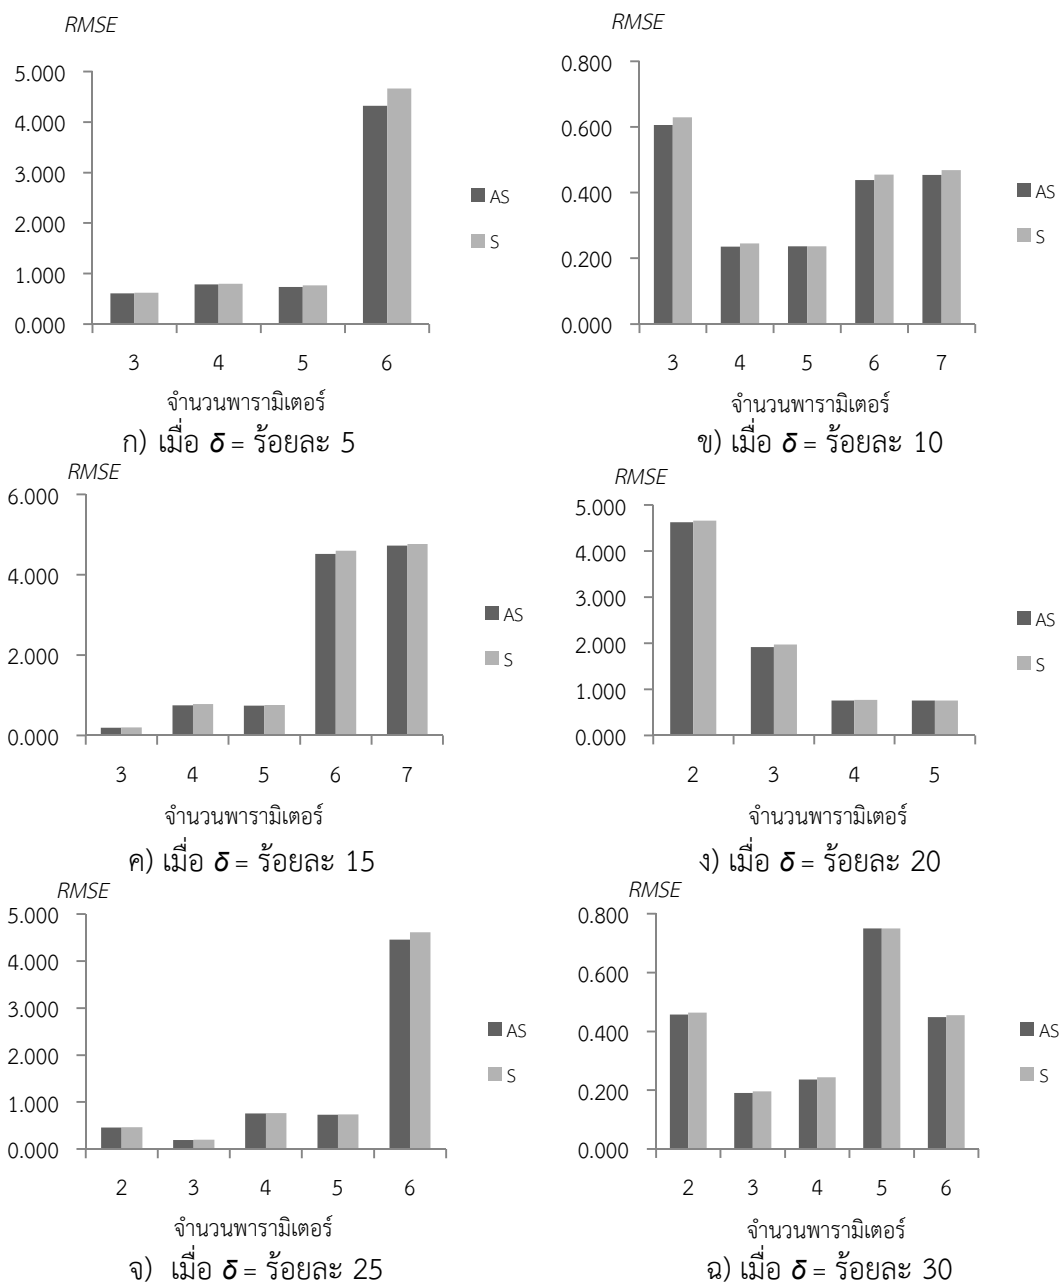 RMSE
5.000
4.000
3.000
2.000
1.000
0.000
3 4 5 6
AS
S
จำนวนพารามิเตอร์
ก) เมื่อ δ = ร้อยละ 5
RMSE
0.800
0.600
0.400
0.200
0.000
3 4 5 6 7
AS
S
จำนวนพารามิเตอร์
ข) เมื่อ δ = ร้อยละ 10
RMSE
6.000
4.000
2.000
0.000
3 4 5 6 7
AS
S
จำนวนพารามิเตอร์
ค) เมื่อ δ = ร้อยละ 15
RMSE
5.000
4.000
3.000
2.000
1.000
0.000
2 3 4 5
AS
S
จำนวนพารามิเตอร์
ง) เมื่อ δ = ร้อยละ 20
RMSE
5.000
4.000
3.000
2.000
1.000
0.000
2 3 4 5 6
AS
S
จำนวนพารามิเตอร์
จ) เมื่อ δ = ร้อยละ 25
RMSE
0.800
0.600
0.400
0.200
0.000
2 3 4 5 6
AS
S
จำนวนพารามิเตอร์
ฉ) เมื่อ δ = ร้อยละ 30